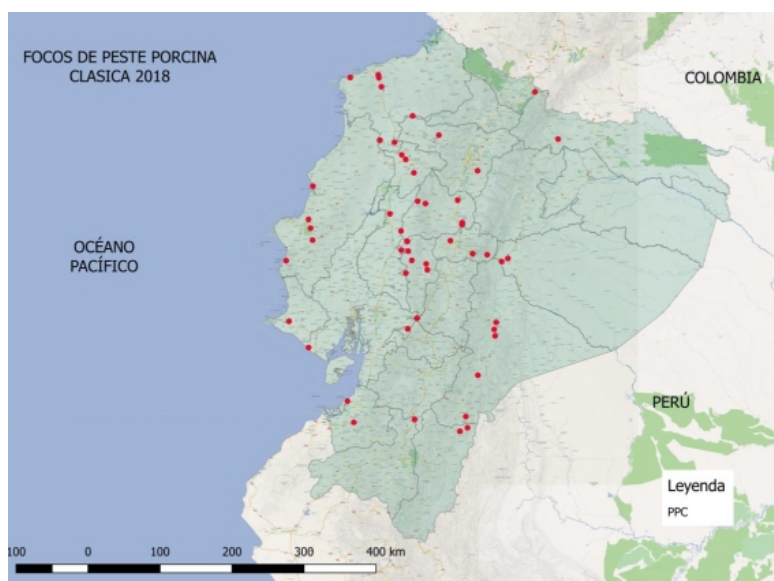 FOCOS DE PESTE PORCINA
CLASICA 2018
COLOMBIA
OCÉANO
PACÍFICO
PERÚ
Leyenda
PPC
100 0 100 200 300 400 km